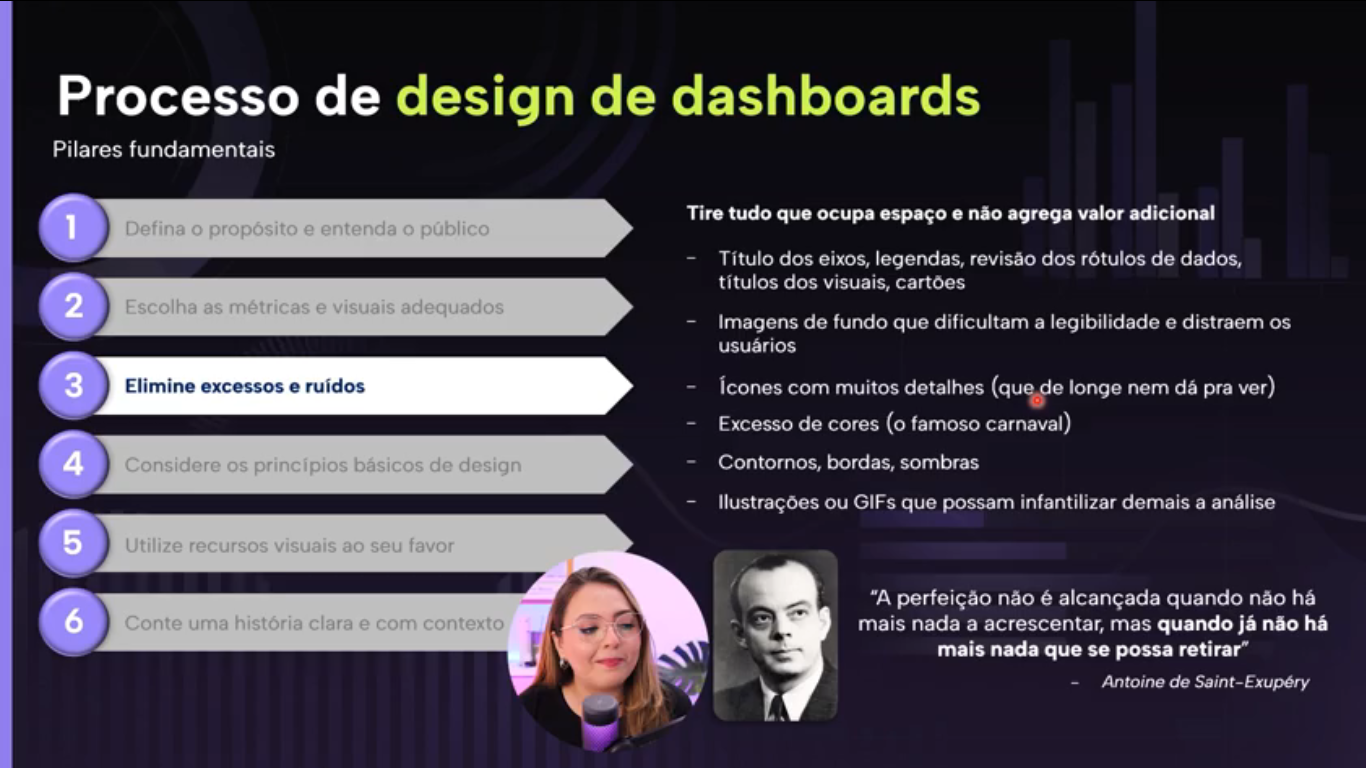 Processo de design de dashboards
Pilares fundamentais
1
Defina o propósito e entenda o público
2
Escolha as métricas e visuais adequados
3
Elimine excessos e ruídos
4
Considere os princípios básicos de design
5
Utilize recursos visuais ao seu favor
6
Conte uma história clara e com contexto
Tire tudo que ocupa espaço e não agrega valor adicional
- Título dos eixos, legendas, revisão dos rótulos de dados,
títulos dos visuais, cartões
- Imagens de fundo que dificultam a legibilidade e distraem os
usuários
- Ícones com muitos detalhes (que de longe nem dá pra ver)
- Excesso de cores (o famoso carnaval)
- Contornos, bordas, sombras
- Ilustrações ou GIFs que possam infantilizar demais a análise
“A perfeição não é alcançada quando não há
mais nada a acrescentar, mas quando já não há
mais nada que se possa retirar”
- Antoine de Saint-Exupéry